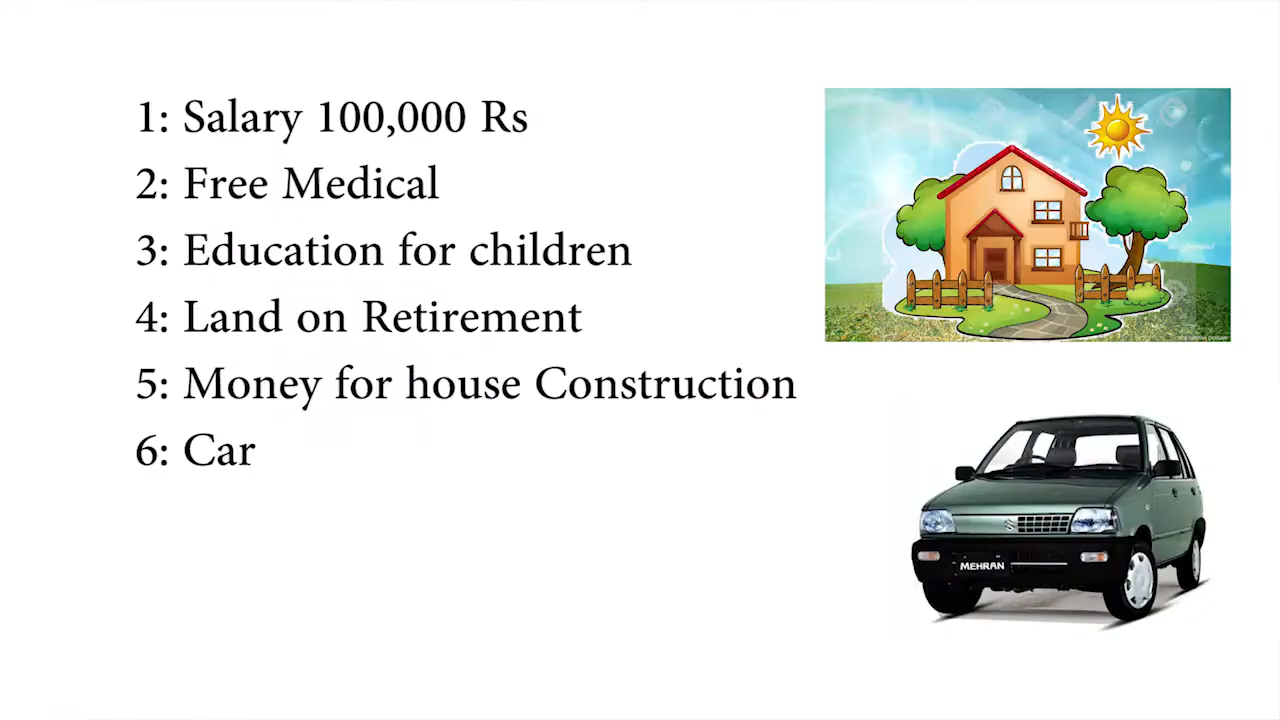 1: Salary 100,000 Rs
2: Free Medical
3: Education for children
4: Land on Retirement
5: Money for house Construction
6: Car
MEHRAN